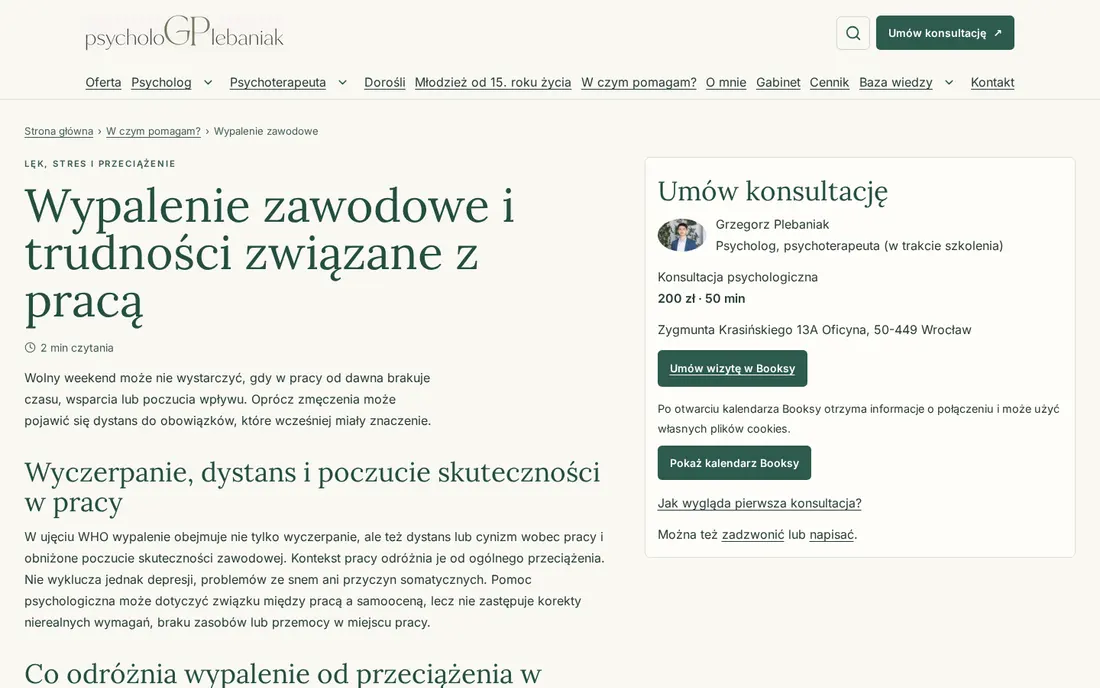 psycholoGPlebaniak
Umów konsultację ↗
Oferta Psycholog Psychoterapeuta Dorośli Młodzież od 15. roku życia W czym pomagam? O mnie Gabinet Cennik Baza wiedzy Kontakt
Strona główna › W czym pomagam? › Wypalenie zawodowe
LĘK, STRES I PRZECIĄŻENIE
Wypalenie zawodowe i
trudności związane z
pracą
2 min czytania
Wolny weekend może nie wystarczyć, gdy w pracy od dawna brakuje
czasu, wsparcia lub poczucia wpływu. Oprócz zmęczenia może
pojawić się dystans do obowiązków, które wcześniej miały znaczenie.
Wyczerpanie, dystans i poczucie skuteczności
w pracy
W ujęciu WHO wypalenie obejmuje nie tylko wyczerpanie, ale też dystans lub cynizm wobec pracy i
obniżone poczucie skuteczności zawodowej. Kontekst pracy odróżnia je od ogólnego przeciążenia.
Nie wyklucza jednak depresji, problemów ze snem ani przyczyn somatycznych. Pomoc
psychologiczna może dotyczyć związku między pracą a samooceną, lecz nie zastępuje korekty
nierealnych wymagań, braku zasobów lub przemocy w miejscu pracy.
Co odróżnia wypalenie od przeciążenia w
Umów konsultację
Grzegorz Plebaniak
Psycholog, psychoterapeuta (w trakcie szkolenia)
Konsultacja psychologiczna
200 zł · 50 min
Zygmunta Krasińskiego 13A Oficyna, 50-449 Wrocław
Umów wizytę w Booksy
Po otwarciu kalendarza Booksy otrzyma informacje o połączeniu i może użyć
własnych plików cookies.
Pokaż kalendarz Booksy
Jak wygląda pierwsza konsultacja?
Można też zadzwonić lub napisać.